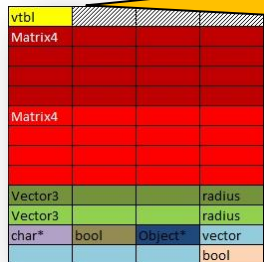 vtbl
Matrix4
Matrix4
Vector3 radius
Vector3 radius
char* bool Object* vector
bool